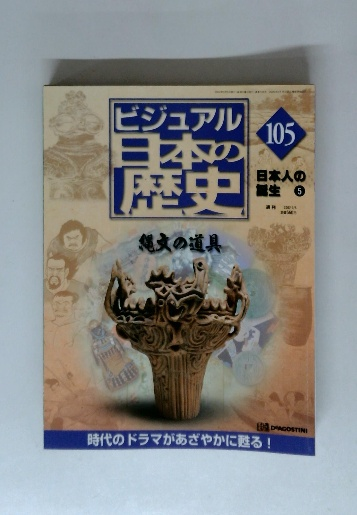 ビジュアル
日本の
歴史
105
日本人の
誕生 5
週刊
縄文の道具
DeAGOSTINI
時代のドラマがあざやかに甦る!